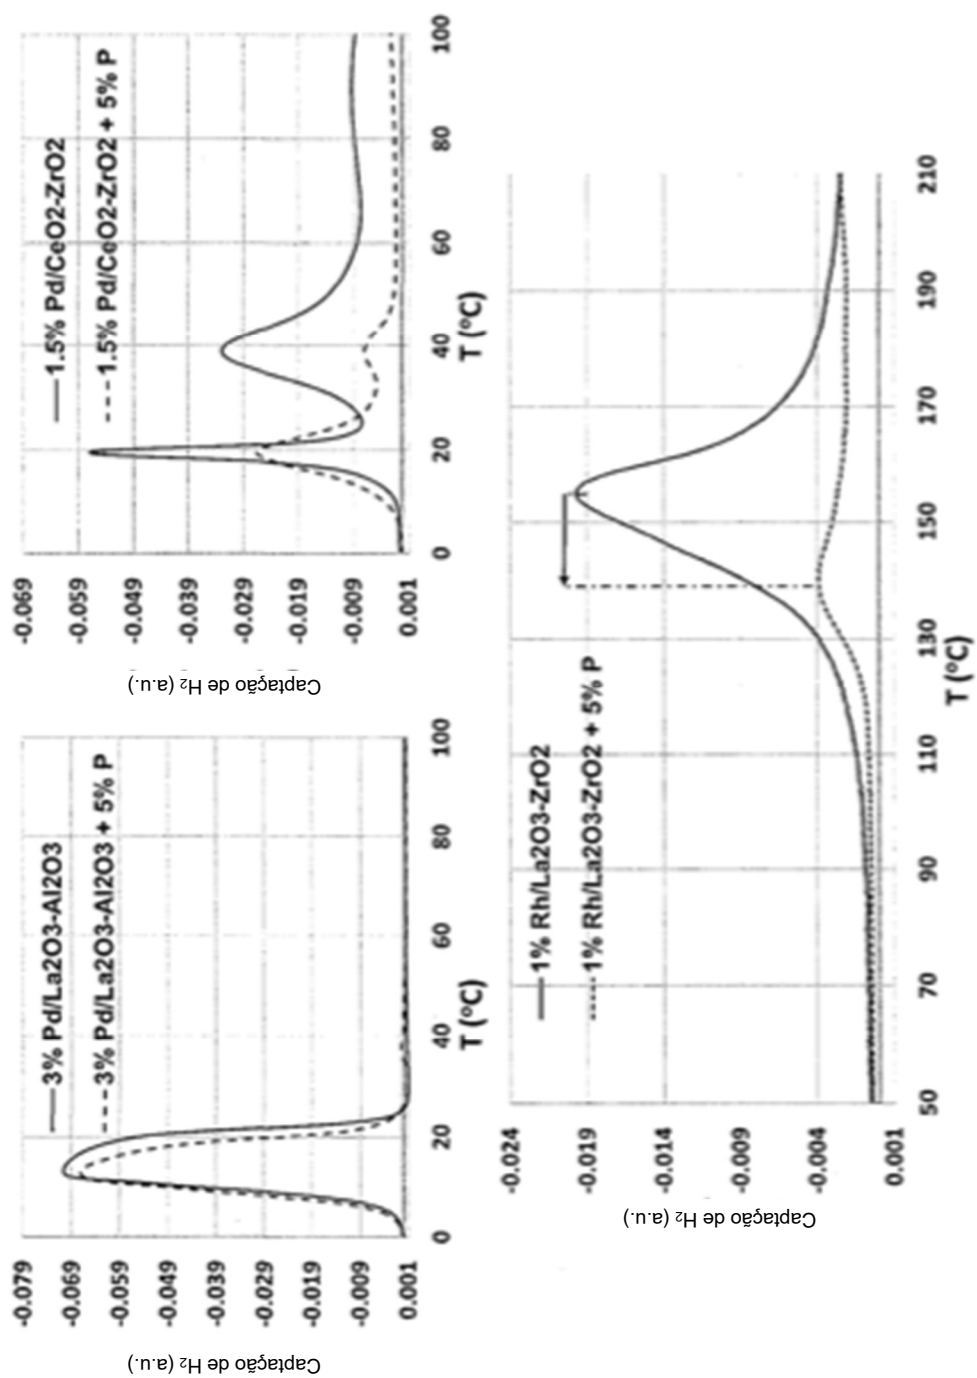 -0.079
-0.069
-0.059
-0.049
-0.039
-0.029
-0.019
-0.009
0.001
Captação de H2 (a.u.)
3% Pd/La2O3-Al2O3
3% Pd/La2O3-Al2O3 + 5% P
0 20 40 60 80 100
T (ºC)
-0.069
-0.059
-0.049
-0.039
-0.029
-0.019
-0.009
0.001
Captação de H2 (a.u.)
1.5% Pd/CeO2-ZrO2
1.5% Pd/CeO2-ZrO2 + 5% P
0 20 40 60 80 100
T (ºC)
-0.024
-0.019
-0.014
-0.009
-0.004
0.001
Captação de H2 (a.u.)
1% Rh/La2O3-ZrO2
1% Rh/La2O3-ZrO2 + 5% P
50 70 90 110 130 150 170 190 210
T (ºC)